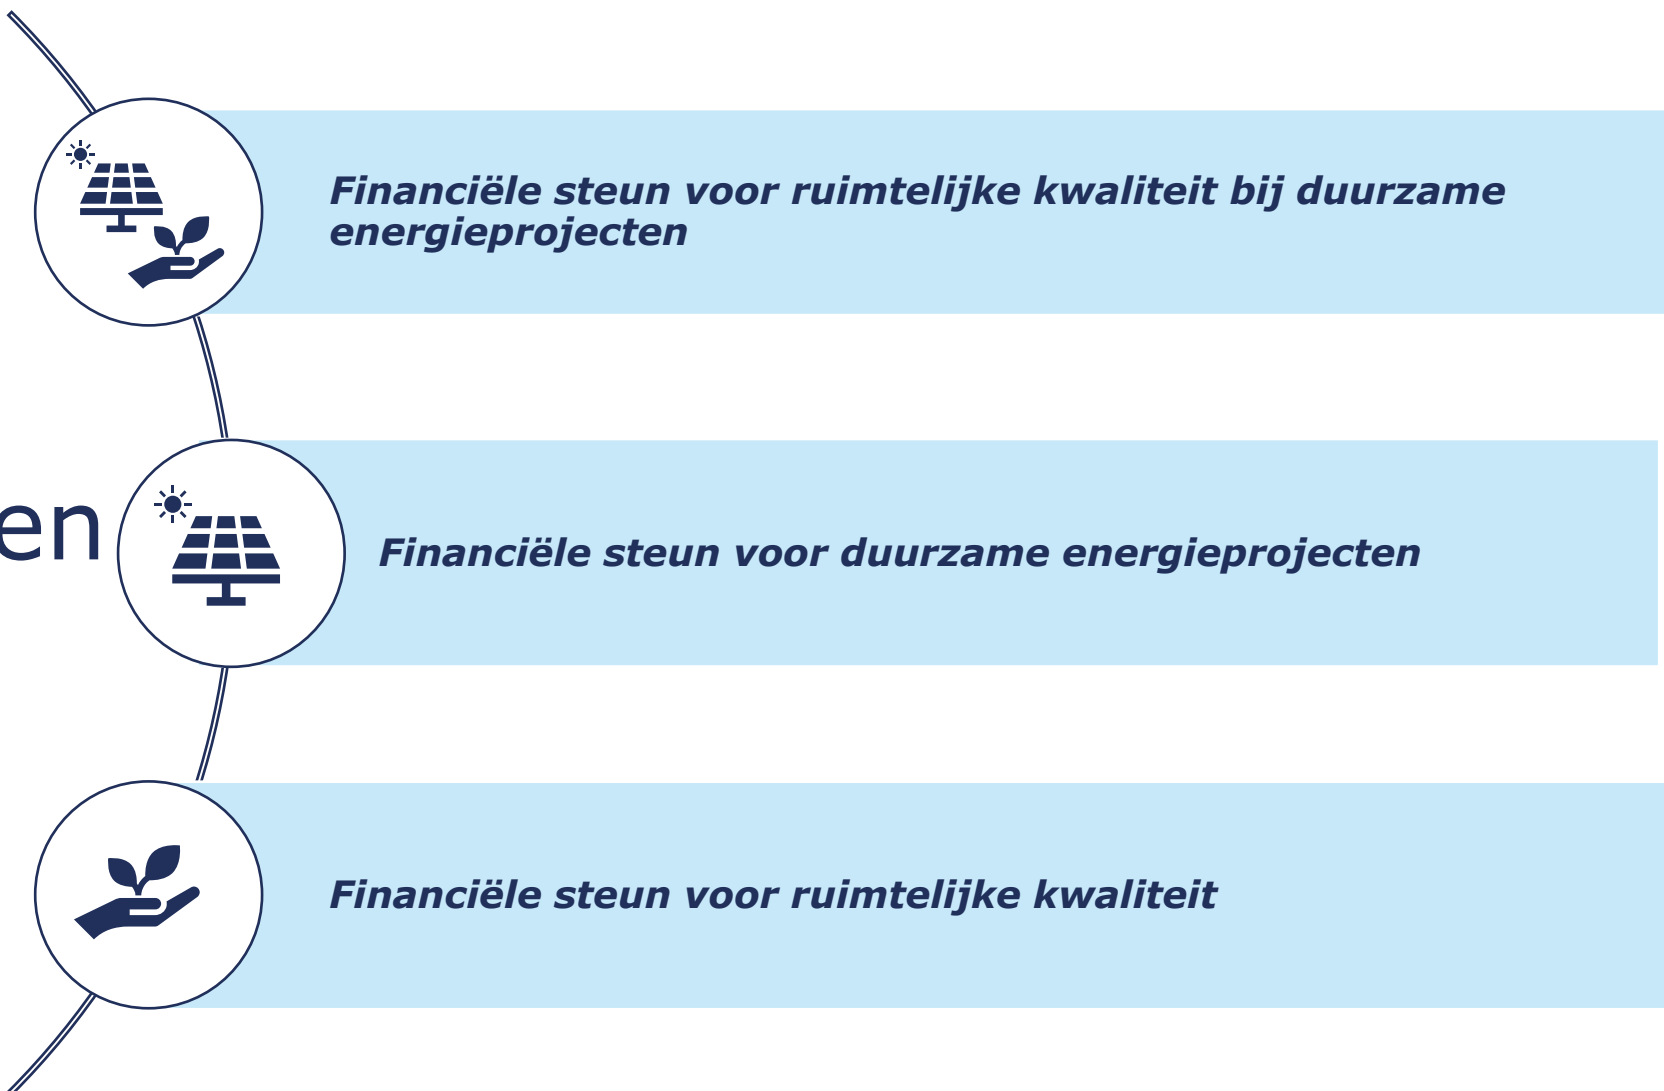 Financiële steun voor ruimtelijke kwaliteit bij duurzame
energieprojecten
en
Financiële steun voor duurzame energieprojecten
Financiële steun voor ruimtelijke kwaliteit